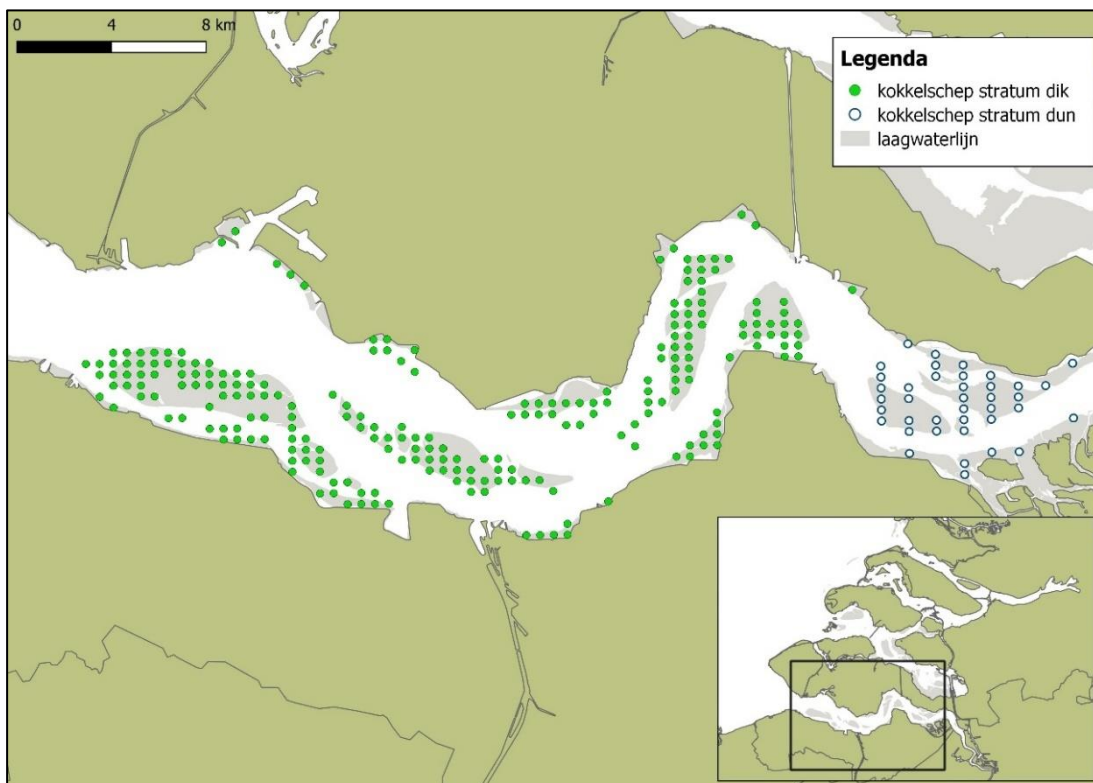 0 4 8 km
Legenda
kokkelschep stratum dik
kokkelschep stratum dun
laagwaterlijn